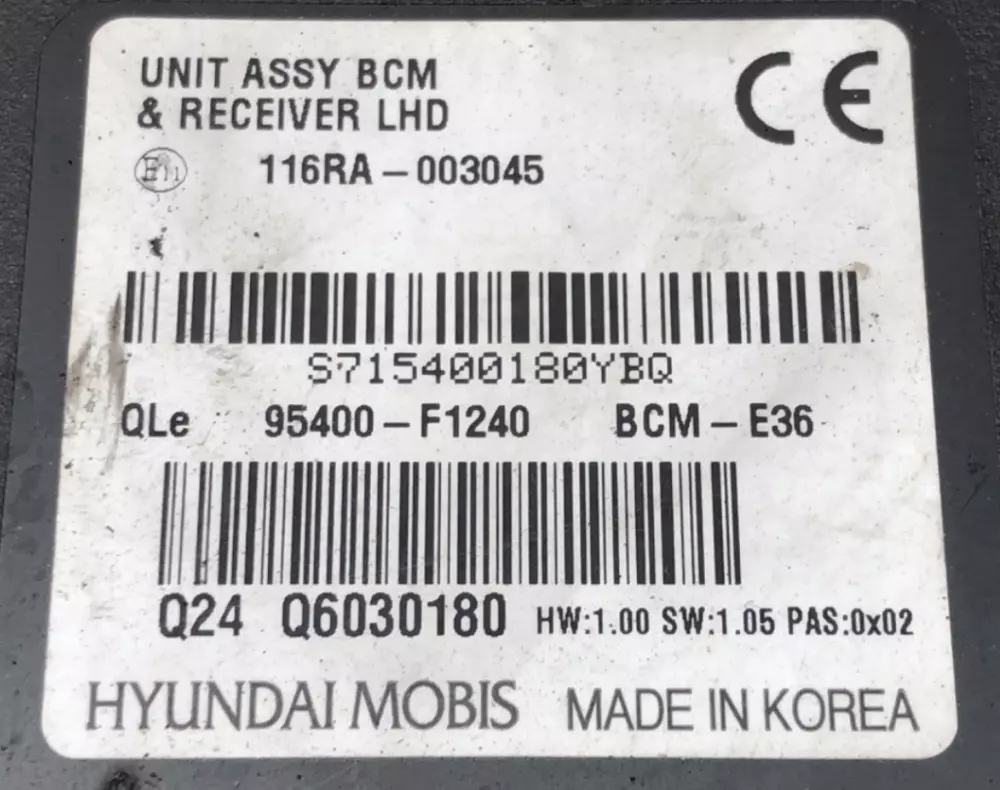 UNIT ASSY BCM
& RECEIVER LHD
CE
E11 116RA-003045
S715400180YBQ
QLe 95400-F1240 BCM-E36
Q24 Q6030180 HW:1.00 SW:1.05 PAS:0x02
HYUNDAI MOBIS MADE IN KOREA